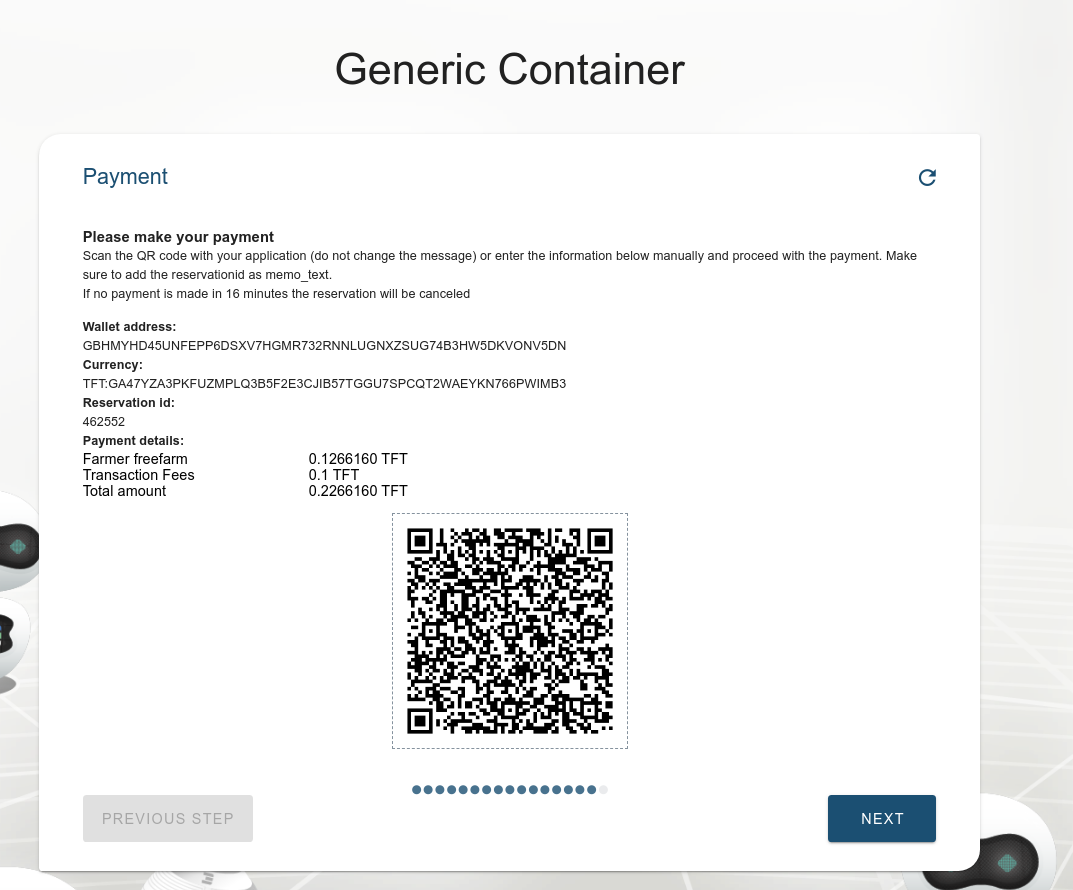 Generic Container
Payment
Please make your payment
Scan the QR code with your application (do not change the message) or enter the information below manually and proceed with the payment. Make
sure to add the reservationid as memo_text.
If no payment is made in 16 minutes the reservation will be canceled
Wallet address:
GBHMYHD45UNFEPP6DSXV7HGMR732RNNLUGNXZSUG74B3HW5DKVONV5DN
Currency:
TFT:GA47YZA3PKFUZMPLQ3B5F2E3CJIB57TGGU7SPCQT2WAEYKN766PWIMB3
Reservation id:
462552
Payment details:
Farmer freefarm 0.1266160 TFT
Transaction Fees 0.1 TFT
Total amount 0.2266160 TFT
PREVIOUS STEP
NEXT